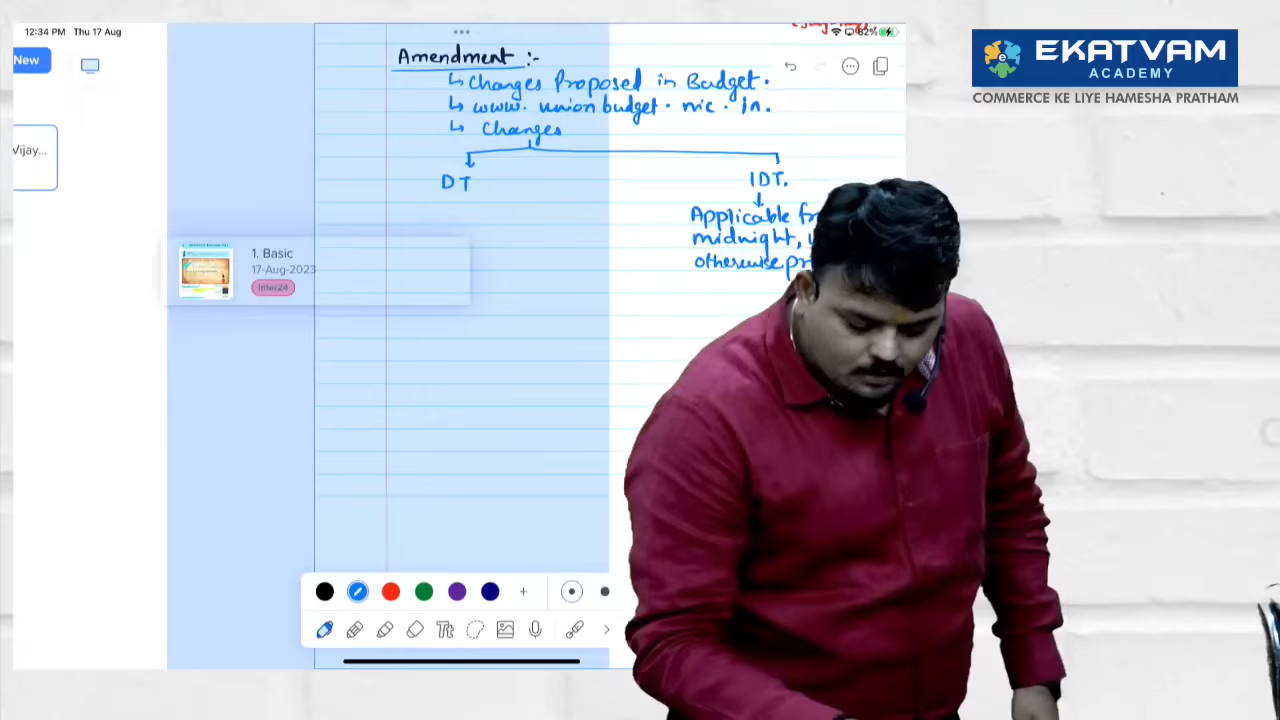 12:34 PM Thu 17 Aug
82%
New
EKATVAM
ACADEMY
COMMERCE KE LIYE HAMESHA PRATHAM
Amendment :-
Changes Proposed in Budget.
www. union budget. nic. in.
Changes
Vijay...
DT
IDT.
Applicable
midnight,
otherwise
1. Basic
17-Aug-2023
Inter24